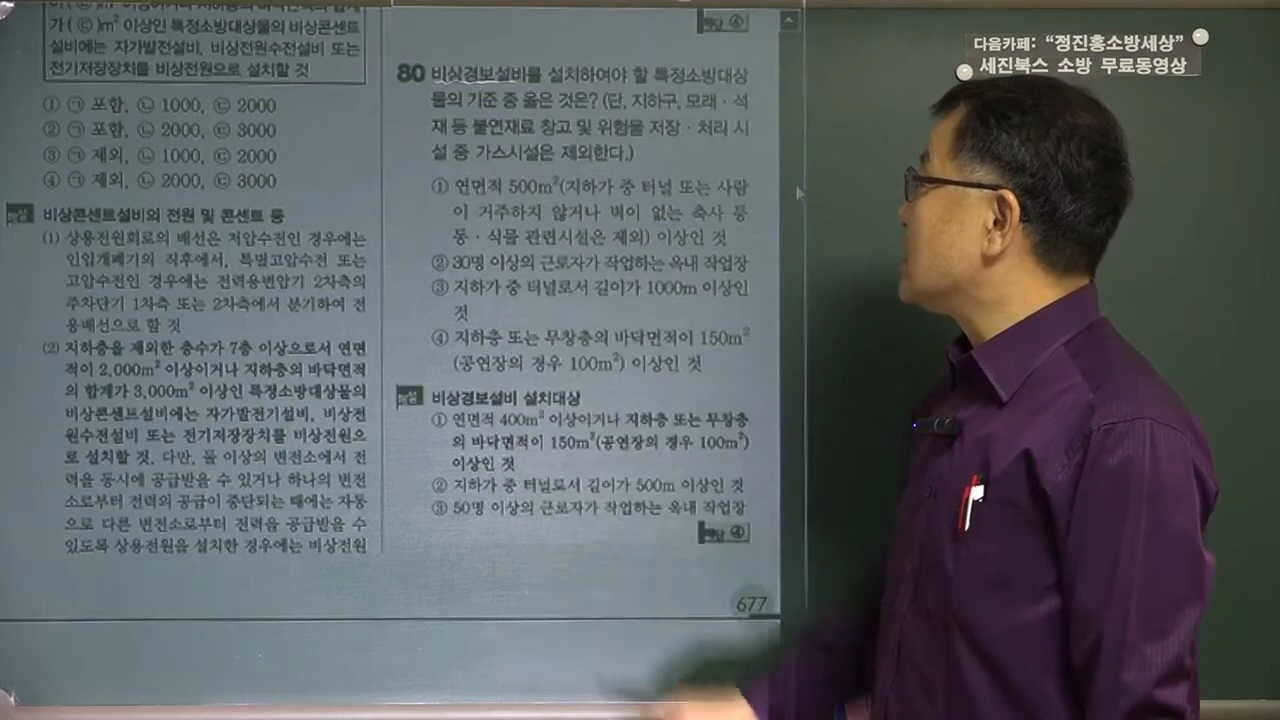 가 (㉢)m² 이상인 특정소방대상물의 비상콘센트
설비에는 자가발전설비, 비상전원수전설비 또는
전기저장장치를 비상전원으로 설치할 것
① ㉠ 포함, ㉡ 1000, ㉢ 2000
② ㉠ 포함, ㉡ 2000, ㉢ 3000
③ ㉠ 제외, ㉡ 1000, ㉢ 2000
④ ㉠ 제외, ㉡ 2000, ㉢ 3000
해설 비상콘센트설비의 전원 및 콘센트 등
(1) 상용전원회로의 배선은 저압수전인 경우에는
인입개폐기의 직후에서, 특별고압수전 또는
고압수전인 경우에는 전력용변압기 2차측의
주차단기 1차측 또는 2차측에서 분기하여 전
용배선으로 할 것
(2) 지하층을 제외한 층수가 7층 이상으로서 연면
적이 2,000m² 이상이거나 지하층의 바닥면적
의 합계가 3,000m² 이상인 특정소방대상물의
비상콘센트설비에는 자가발전기설비, 비상전
원수전설비 또는 전기저장장치를 비상전원으
로 설치할 것. 다만, 둘 이상의 변전소에서 전
력을 동시에 공급받을 수 있거나 하나의 변전
소로부터 전력의 공급이 중단되는 때에는 자동
으로 다른 변전소로부터 전력을 공급받을 수
있도록 상용전원을 설치한 경우에는 비상전원
해답 ④
80 비상경보설비를 설치하여야 할 특정소방대상
물의 기준 중 옳은 것은? (단, 지하구, 모래 · 석
재 등 불연재료 창고 및 위험물 저장 · 처리 시
설 중 가스시설은 제외한다.)
① 연면적 500m²(지하가 중 터널 또는 사람
이 거주하지 않거나 벽이 없는 축사 등
동 · 식물 관련시설은 제외) 이상인 것
② 30명 이상의 근로자가 작업하는 옥내 작업장
③ 지하가 중 터널로서 길이가 1000m 이상인
것
④ 지하층 또는 무창층의 바닥면적이 150m²
(공연장의 경우 100m²) 이상인 것
해설 비상경보설비 설치대상
① 연면적 400m² 이상이거나 지하층 또는 무창층
의 바닥면적이 150m²(공연장의 경우 100m²)
이상인 것
② 지하가 중 터널로서 길이가 500m 이상인 것
③ 50명 이상의 근로자가 작업하는 옥내 작업장
해답 ④
677
다음카페: “정진홍소방세상”
세진북스 소방 무료동영상